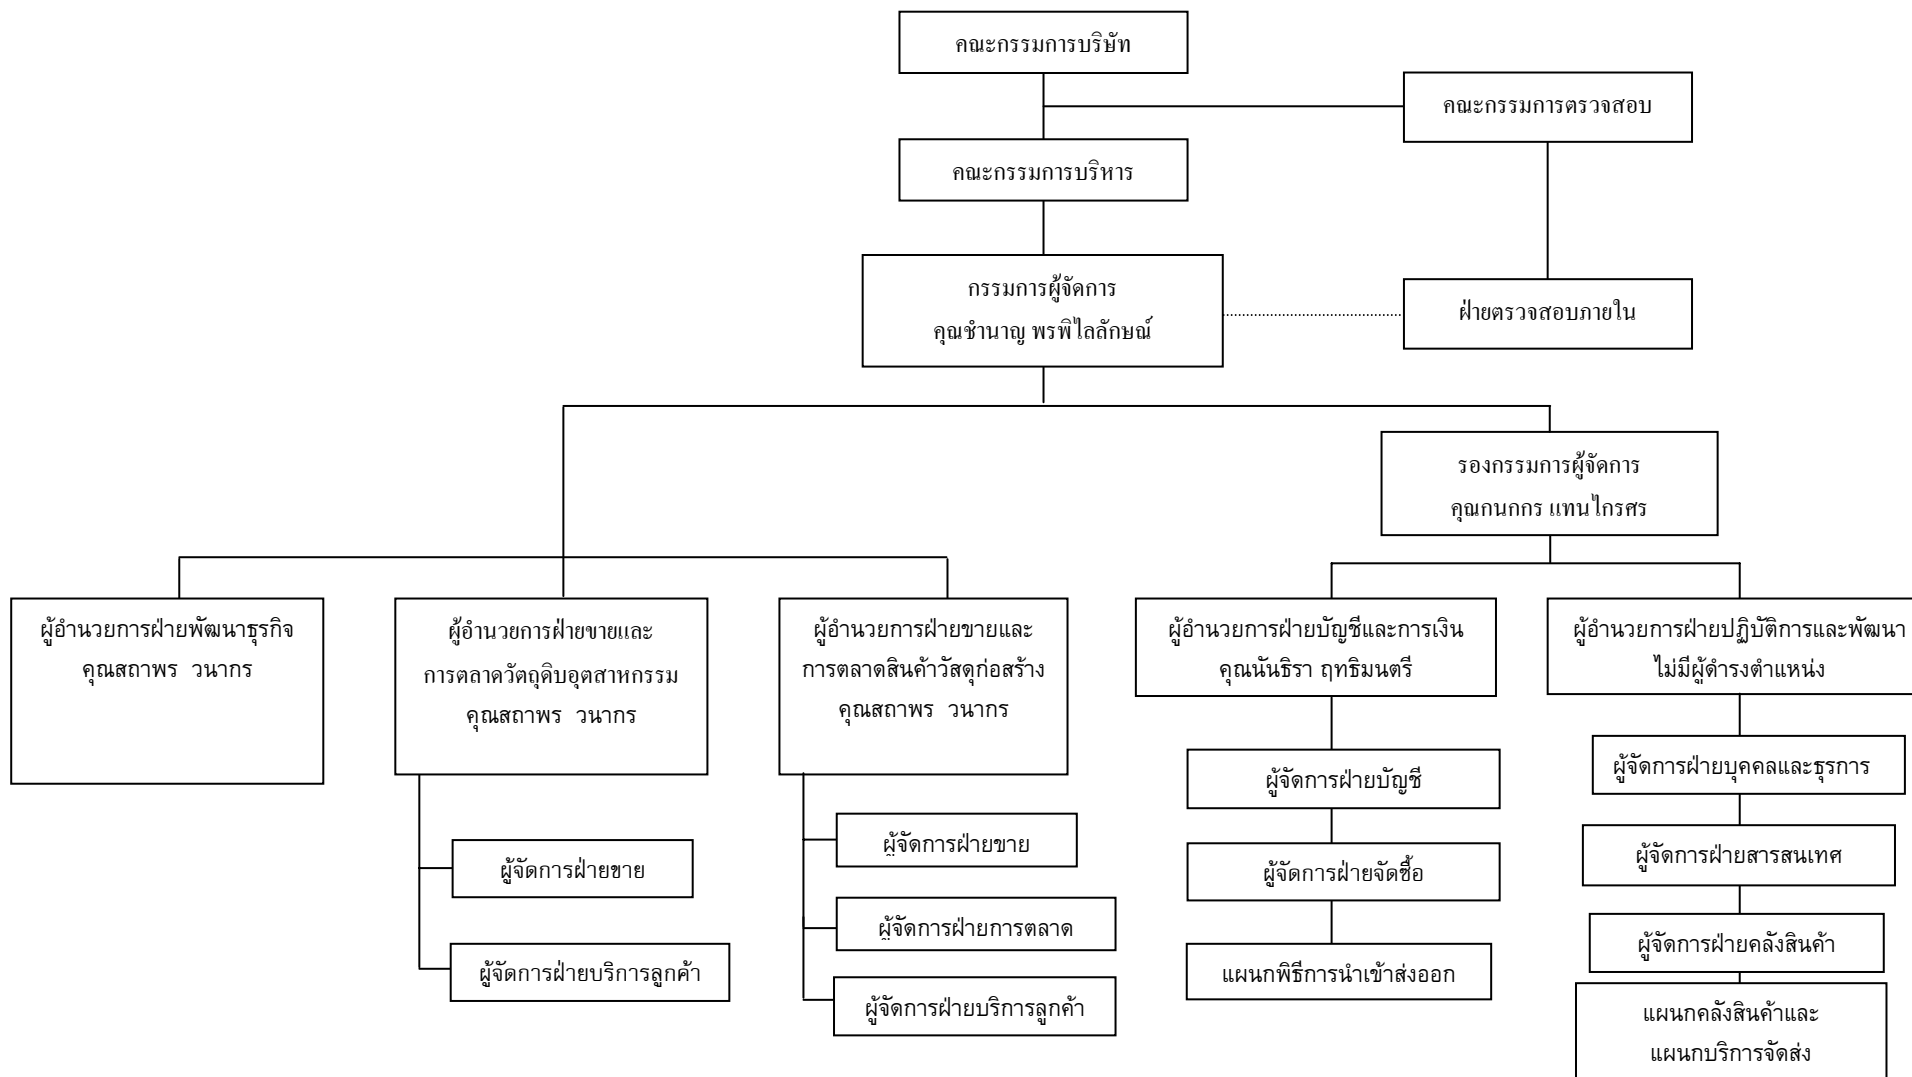 คณะกรรมการบริษัท
คณะกรรมการตรวจสอบ
คณะกรรมการบริหาร
กรรมการผู้จัดการ
คุณชำนาญ พรพิไลลักษณ์
ฝ่ายตรวจสอบภายใน
รองกรรมการผู้จัดการ
คุณกนกกร แทนไกรศร
ผู้อำนวยการฝ่ายพัฒนาธุรกิจ
คุณสถาพร วนากร
ผู้อำนวยการฝ่ายขายและ
การตลาดวัตถุดิบอุตสาหกรรม
คุณสถาพร วนากร
ผู้จัดการฝ่ายขาย
ผู้จัดการฝ่ายบริการลูกค้า
ผู้อำนวยการฝ่ายขายและ
การตลาดสินค้าวัสดุก่อสร้าง
คุณสถาพร วนากร
ผู้จัดการฝ่ายขาย
ผู้จัดการฝ่ายการตลาด
ผู้จัดการฝ่ายบริการลูกค้า
ผู้อำนวยการฝ่ายบัญชีและการเงิน
คุณนันธิรา ฤทธิมนตรี
ผู้จัดการฝ่ายบัญชี
ผู้จัดการฝ่ายจัดซื้อ
แผนกพิธีการนำเข้าส่งออก
ผู้อำนวยการฝ่ายปฏิบัติการและพัฒนา
ไม่มีผู้ดำรงตำแหน่ง
ผู้จัดการฝ่ายบุคคลและธุรการ
ผู้จัดการฝ่ายสารสนเทศ
ผู้จัดการฝ่ายคลังสินค้า
แผนกคลังสินค้าและ
แผนกบริการจัดส่ง